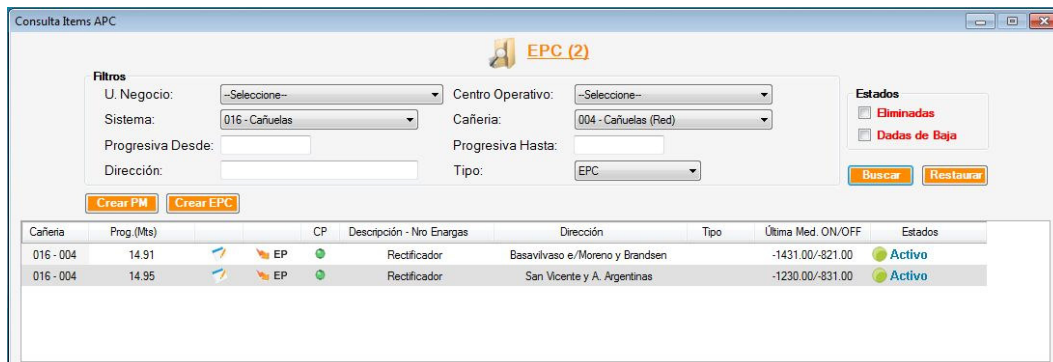 Consulta Items APC
EPC (2)
Filtros
U. Negocio: --Seleccione-- Centro Operativo: --Seleccione--
Estados
Sistema: 016 - Cañuelas Cañeria: 004 - Cañuelas (Red)
Eliminadas
Progresiva Desde: Progresiva Hasta:
Dadas de Baja
Dirección: Tipo: EPC
Buscar Restaurar
Crear PM Crear EPC
Cañeria Prog.(Mts) CP Descripción - Nro Enargas Dirección Tipo Última Med. ON/OFF Estados
016 - 004 14.91 EP Rectificador Basavilvaso e/Moreno y Brandsen -1431.00/-821.00 Activo
016 - 004 14.95 EP Rectificador San Vicente y A. Argentinas -1230.00/-831.00 Activo